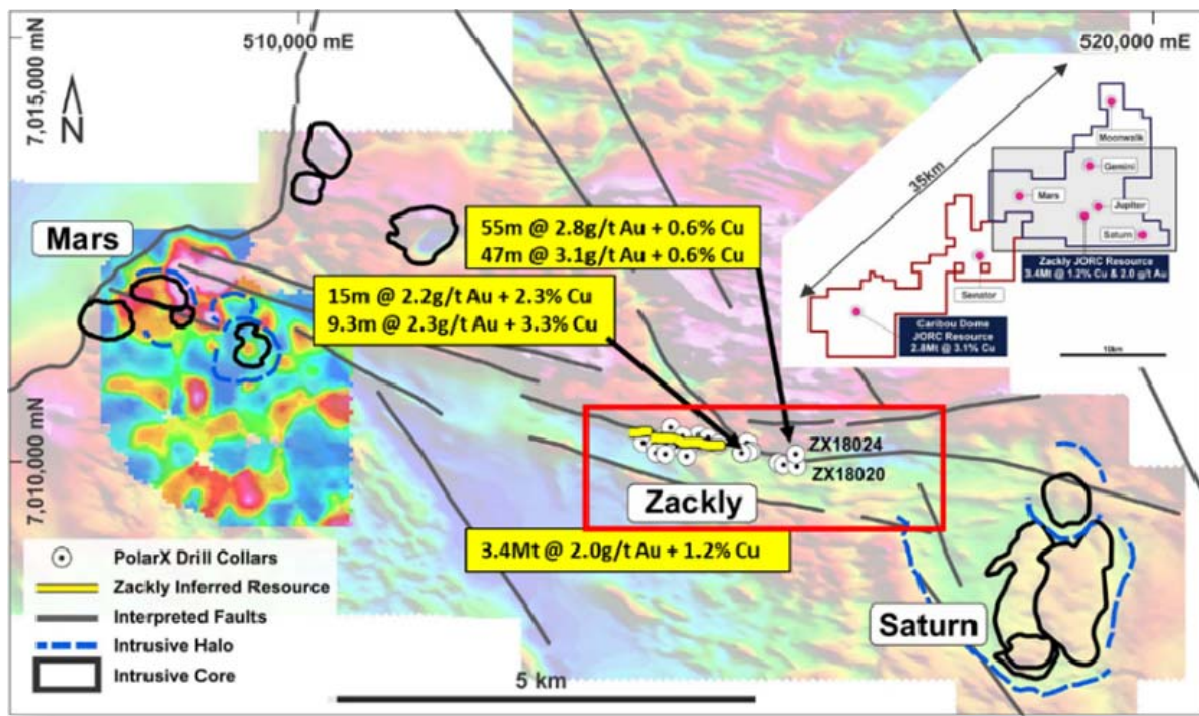 510,000 mE
520,000 mE
7,015,000 mN
N
35km
Moonwalk
Gemini
Mars
Jupiter
Saturn
Zackly JORC Resource
3.4Mt @ 1.2% Cu & 2.0 g/t Au
Senator
Caribou Dome
JORC Resource
2.8Mt @ 3.1% Cu
10km
Mars
55m @ 2.8g/t Au + 0.6% Cu
47m @ 3.1g/t Au + 0.6% Cu
15m @ 2.2g/t Au + 2.3% Cu
9.3m @ 2.3g/t Au + 3.3% Cu
7,010,000 mN
ZX18024
ZX18020
Zackly
3.4Mt @ 2.0g/t Au + 1.2% Cu
Saturn
PolarX Drill Collars
Zackly Inferred Resource
Interpreted Faults
Intrusive Halo
Intrusive Core
5 km